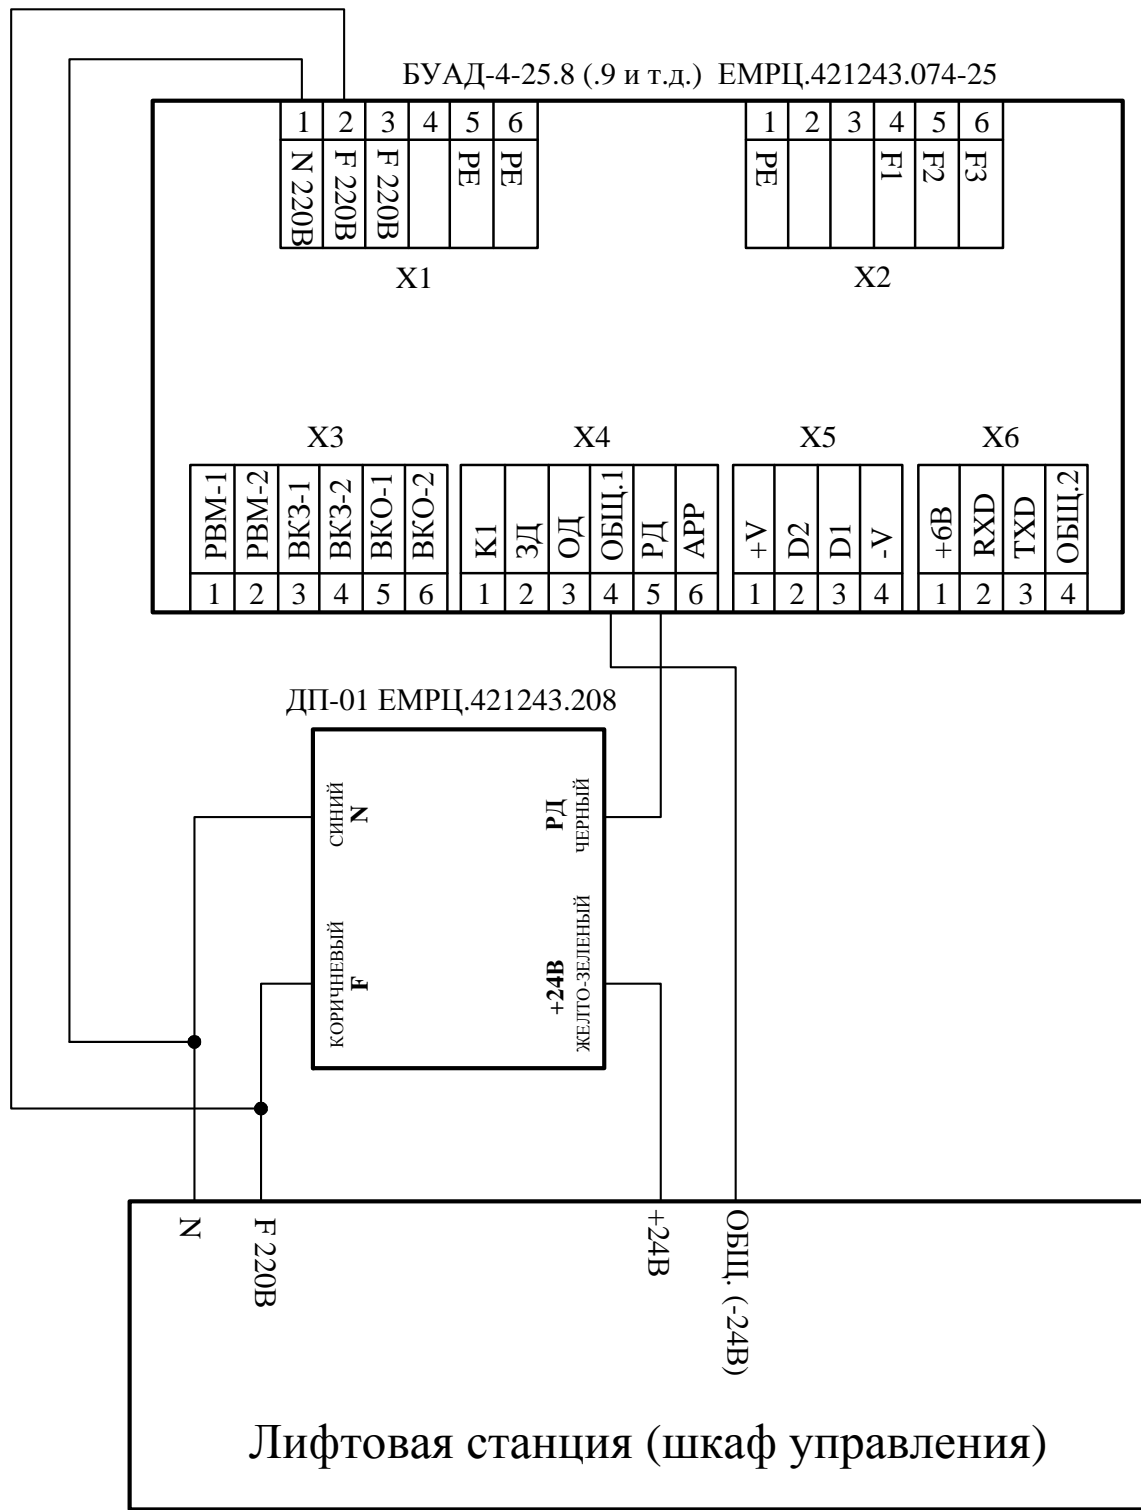 БУАД-4-25.8 (.9 и т.д.) ЕМРЦ.421243.074-25
1 2 3 4 5 6
N 220В
F 220В
F 220В
PE
PE
X1
1 2 3 4 5 6
PE
F1
F2
F3
X2
X3
РВМ-1
РВМ-2
ВКЗ-1
ВКЗ-2
ВКО-1
ВКО-2
1 2 3 4 5 6
X4
К1
ЗД
ОД
ОБЩ.1
РД
АРР
1 2 3 4 5 6
X5
+V
D2
D1
-V
1 2 3 4
X6
+6В
RXD
TXD
ОБЩ.2
1 2 3 4
ДП-01 ЕМРЦ.421243.208
СИНИЙ
N
РД
ЧЕРНЫЙ
КОРИЧНЕВЫЙ
F
+24В
ЖЕЛТО-ЗЕЛЕНЫЙ
N
F 220В
+24В
ОБЩ. (-24В)
Лифтовая станция (шкаф управления)